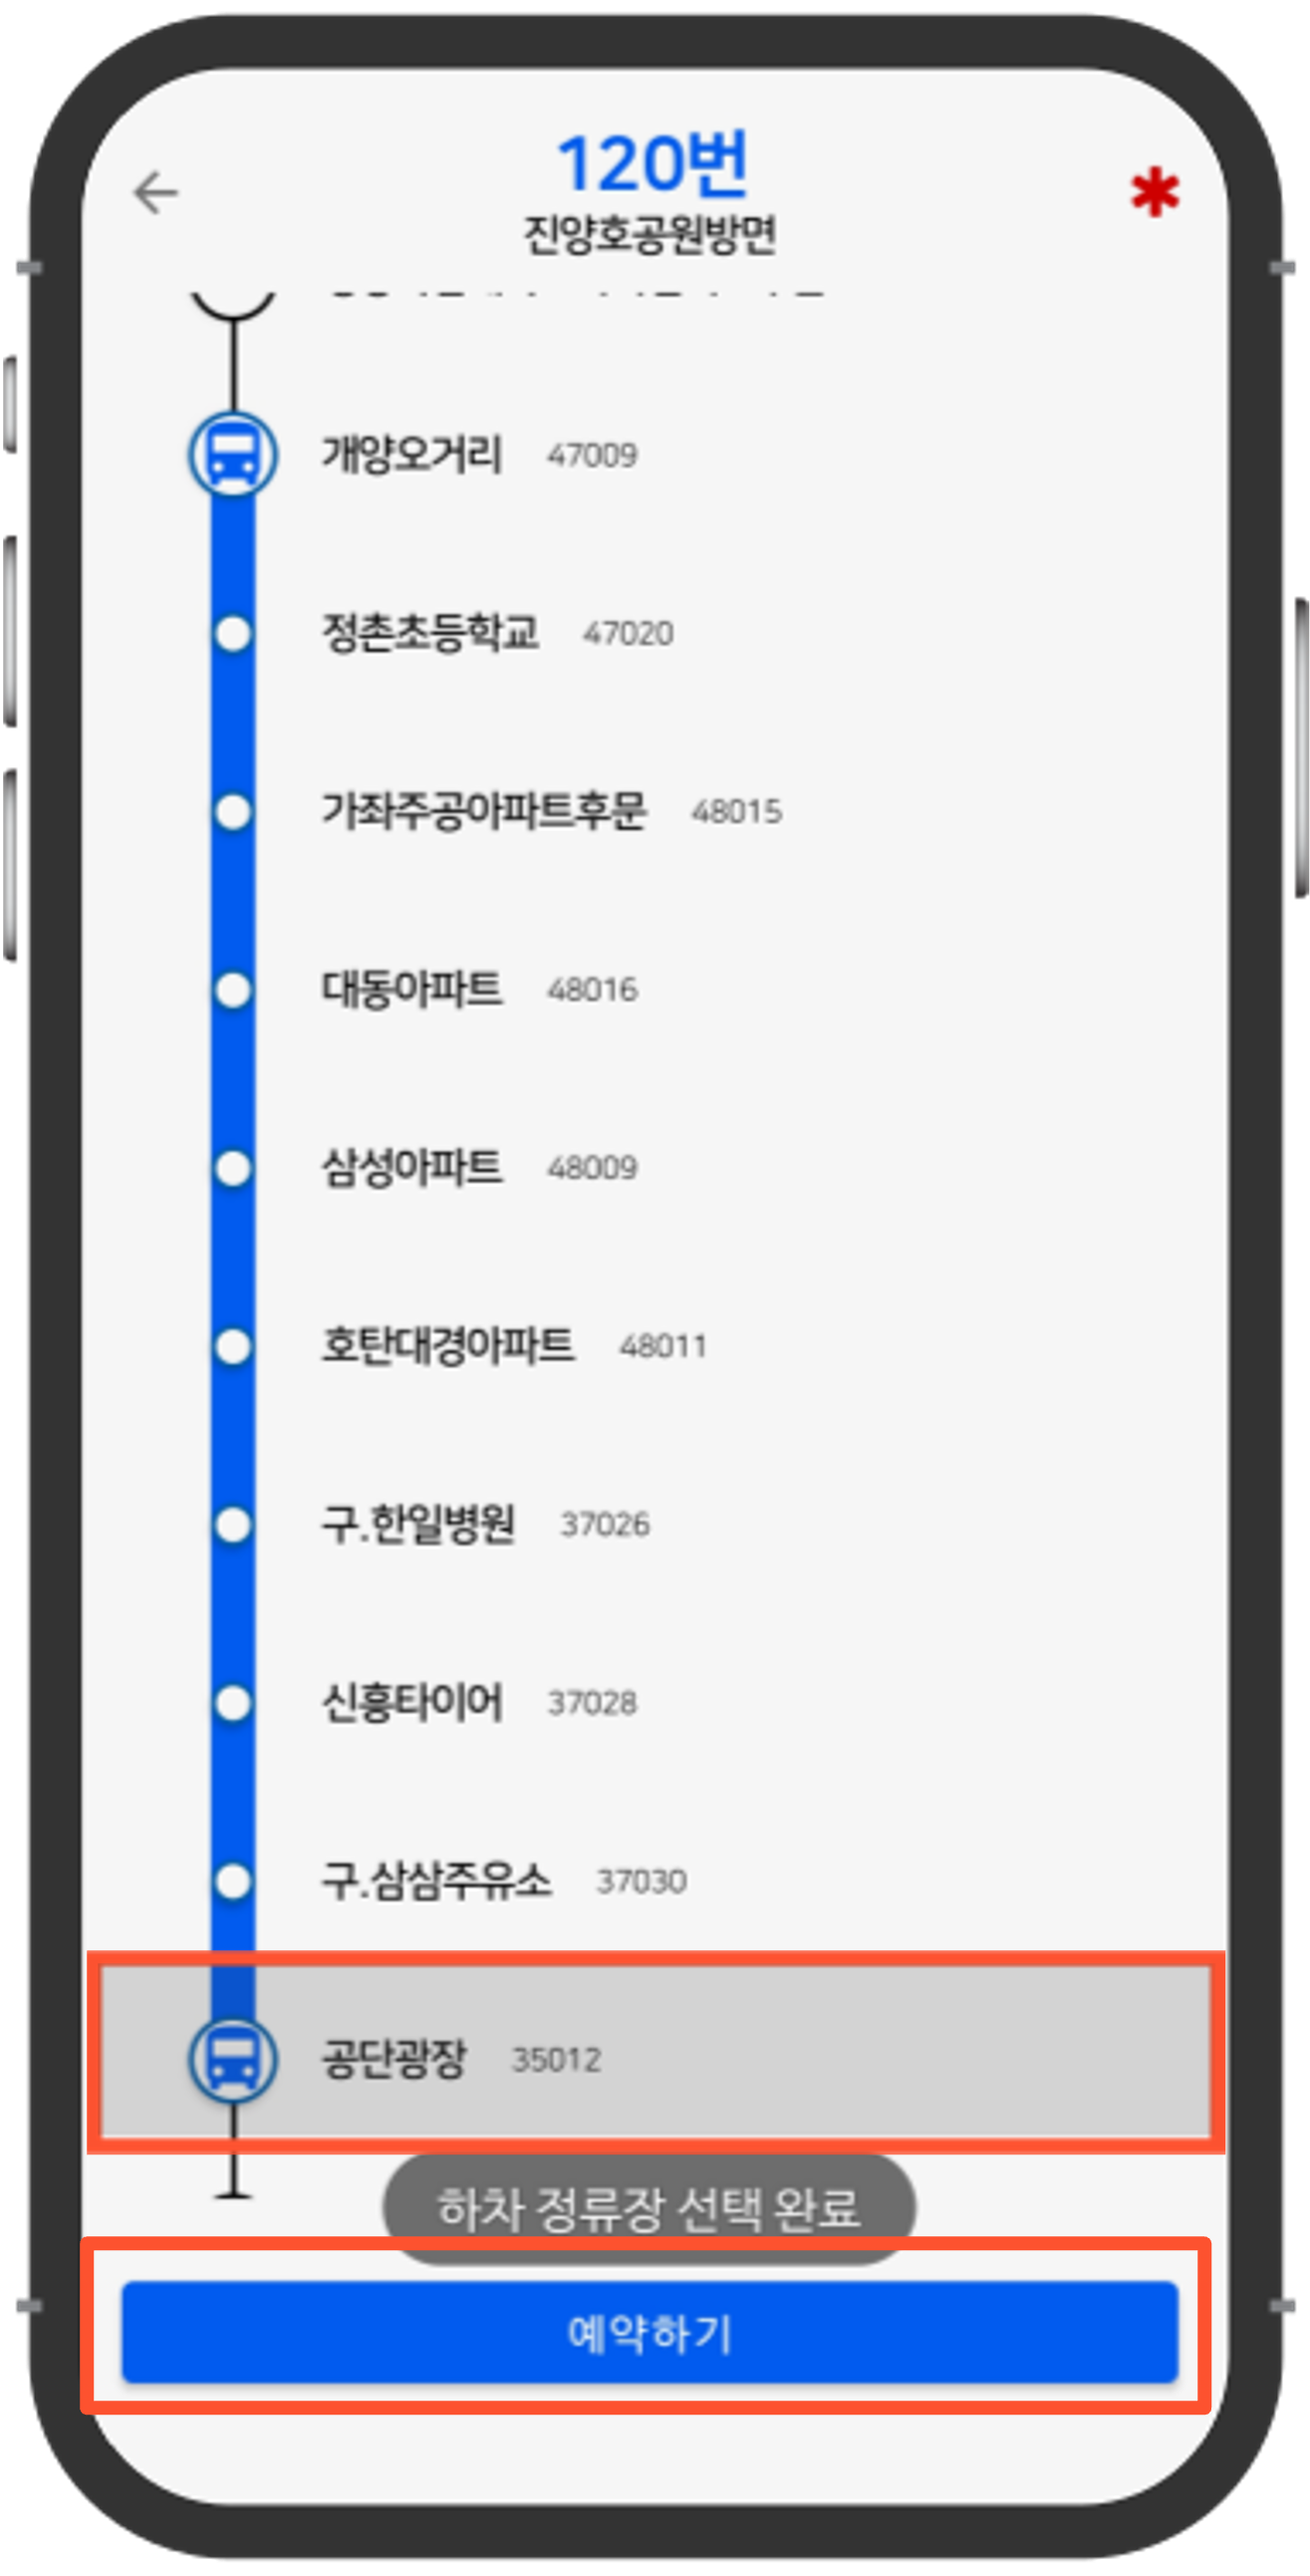 120번
진양호공원방면
개양오거리 47009
정촌초등학교 47020
가좌주공아파트후문 48015
대동아파트 48016
삼성아파트 48009
호탄대경아파트 48011
구.한일병원 37026
신흥타이어 37028
구.삼삼주유소 37030
공단광장 35012
하차 정류장 선택 완료
예약하기